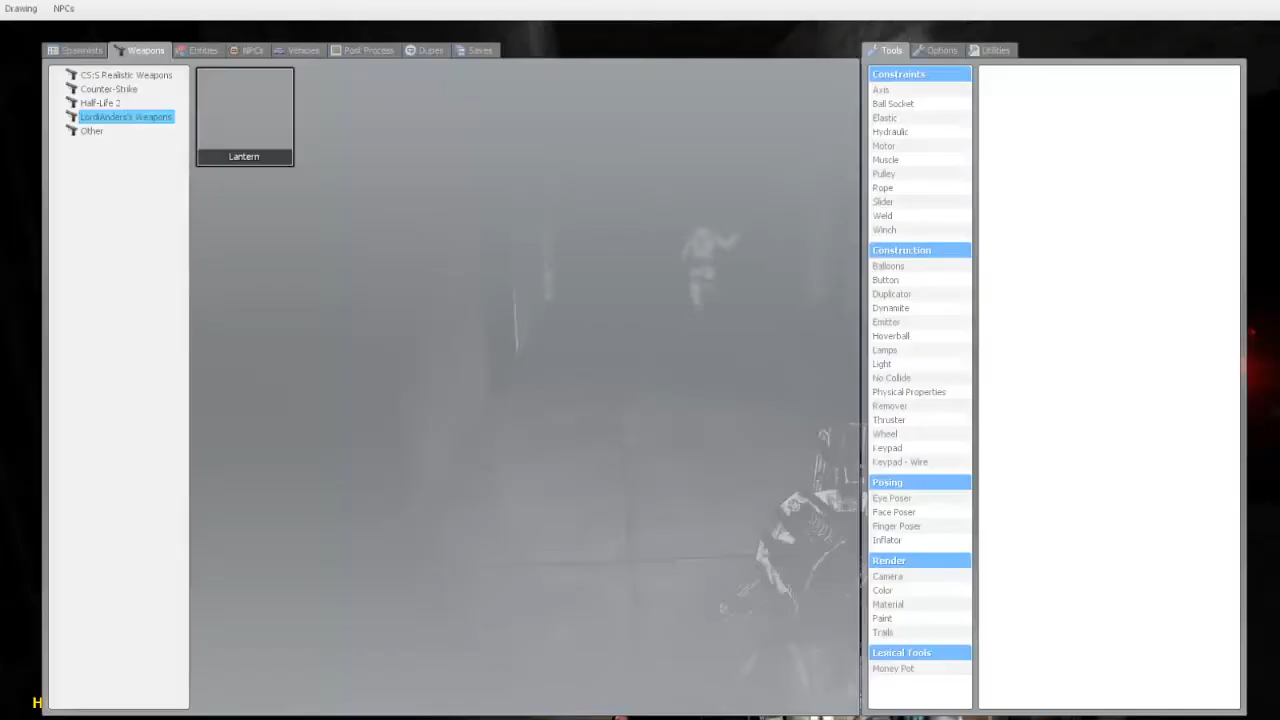 Drawing NPCs
Spawnlists Weapons Entities NPCs Vehicles Post Process Dupes Saves
CS:S Realistic Weapons
Counter-Strike
Half-Life 2
LordiAnders's Weapons
Other
Lantern
Tools Options Utilities
Constraints
Axis
Ball Socket
Elastic
Hydraulic
Motor
Muscle
Pulley
Rope
Slider
Weld
Winch
Construction
Balloons
Button
Duplicator
Dynamite
Emitter
Hoverball
Lamps
Light
No Collide
Physical Properties
Remover
Thruster
Wheel
Keypad
Keypad - Wire
Posing
Eye Poser
Face Poser
Finger Poser
Inflator
Render
Camera
Color
Material
Paint
Trails
Lexical Tools
Money Pot
H